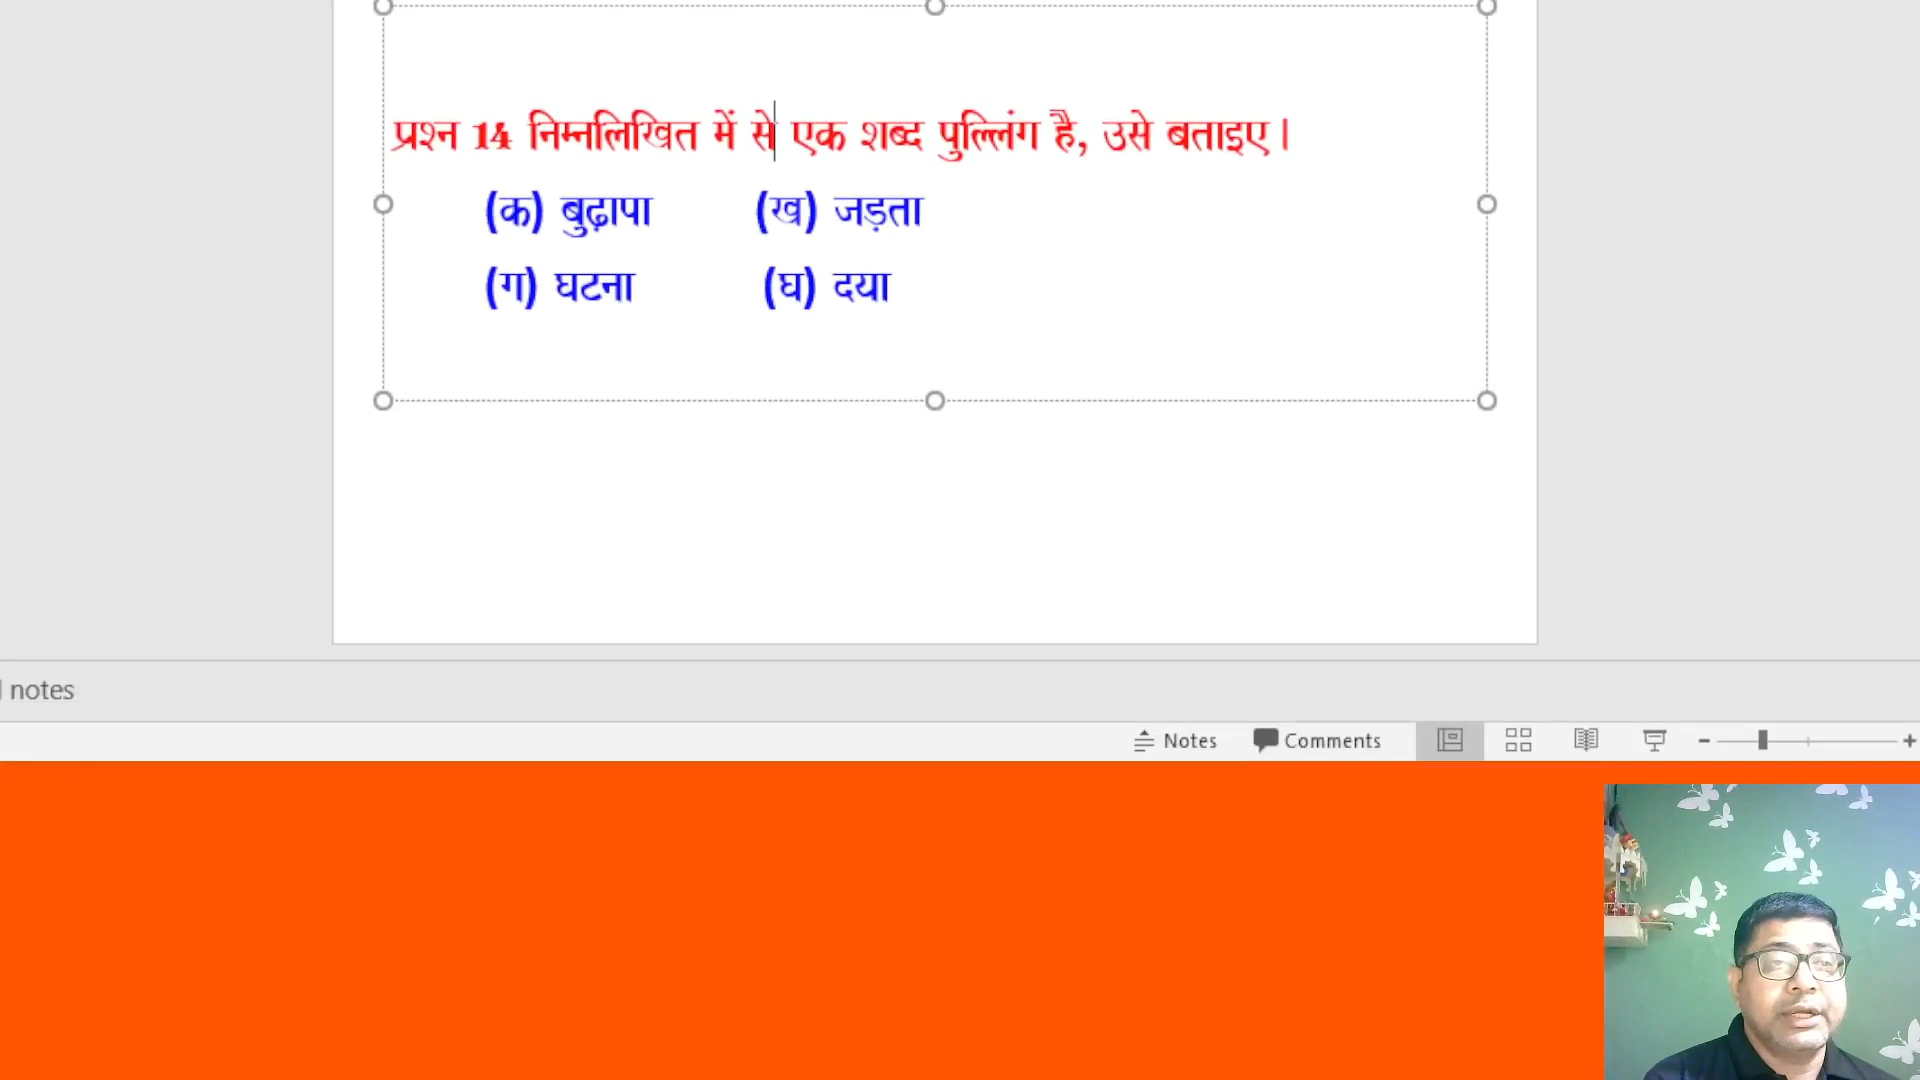 प्रश्न 14 निम्नलिखित में से एक शब्द पुल्लिंग है, उसे बताइए।
(क) बुढ़ापा (ख) जड़ता
(ग) घटना (घ) दया
notes
Notes Comments